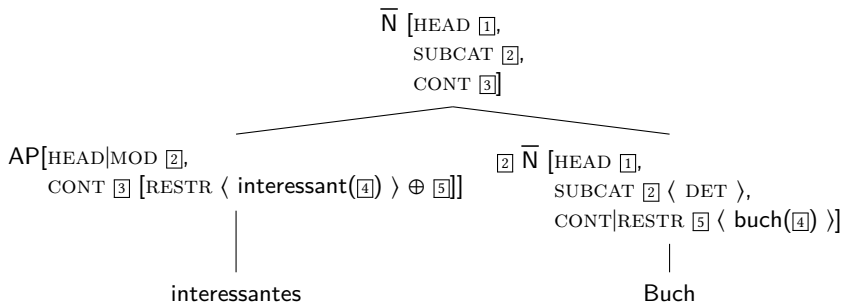 N̅ [HEAD 1,
SUBCAT 2,
CONT 3]
AP[HEAD|MOD 2,
CONT 3 [RESTR ⟨ interessant(4) ⟩ ⊕ 5]]
2 N̅ [HEAD 1,
SUBCAT 2 ⟨ DET ⟩,
CONT|RESTR 5 ⟨ buch(4) ⟩]
interessantes
Buch